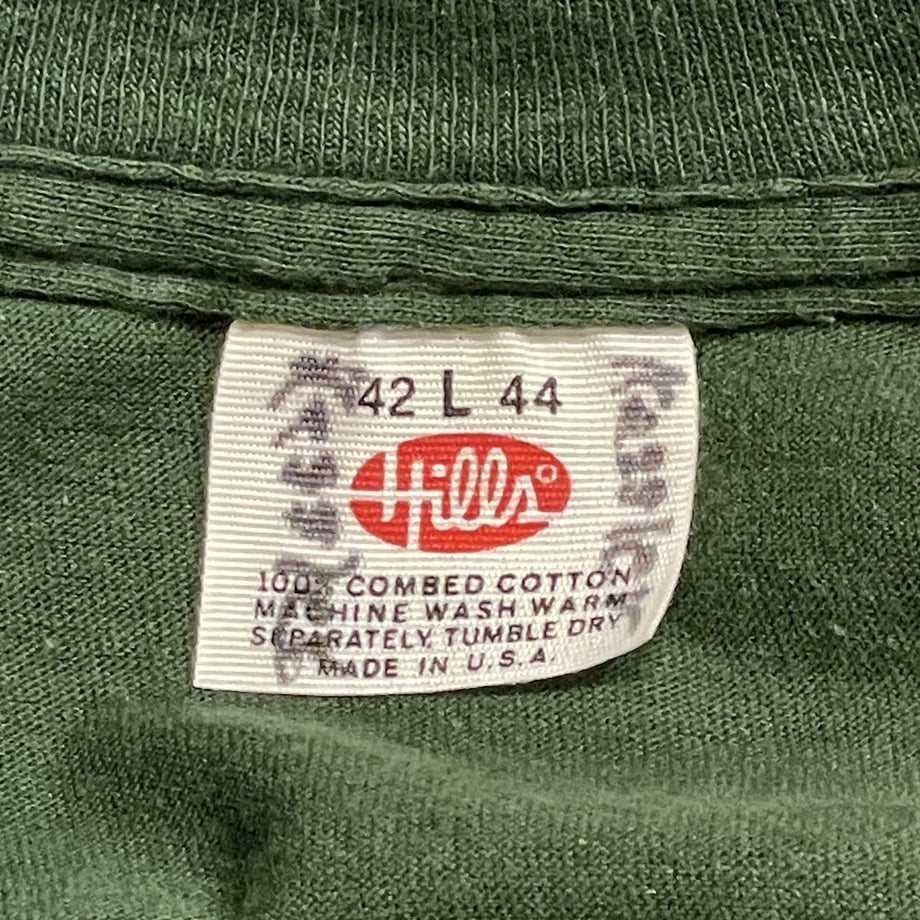 42 L 44
Hills
100% COMBED COTTON
MACHINE WASH WARM
SEPARATELY, TUMBLE DRY
MADE IN U.S.A.